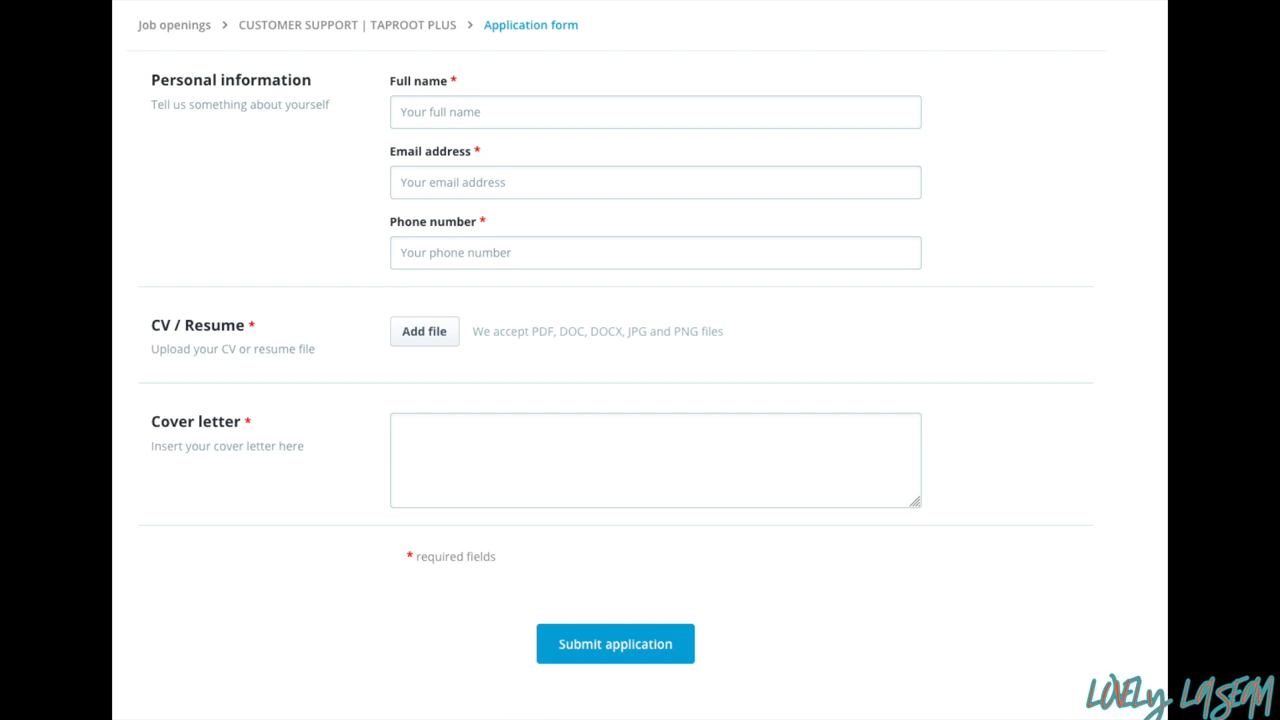 Job openings > CUSTOMER SUPPORT | TAPROOT PLUS > Application form
Personal information
Tell us something about yourself
Full name *
Your full name
Email address *
Your email address
Phone number *
Your phone number
CV / Resume *
Upload your CV or resume file
Add file
We accept PDF, DOC, DOCX, JPG and PNG files
Cover letter *
Insert your cover letter here
* required fields
Submit application
LOVELY LASEAM